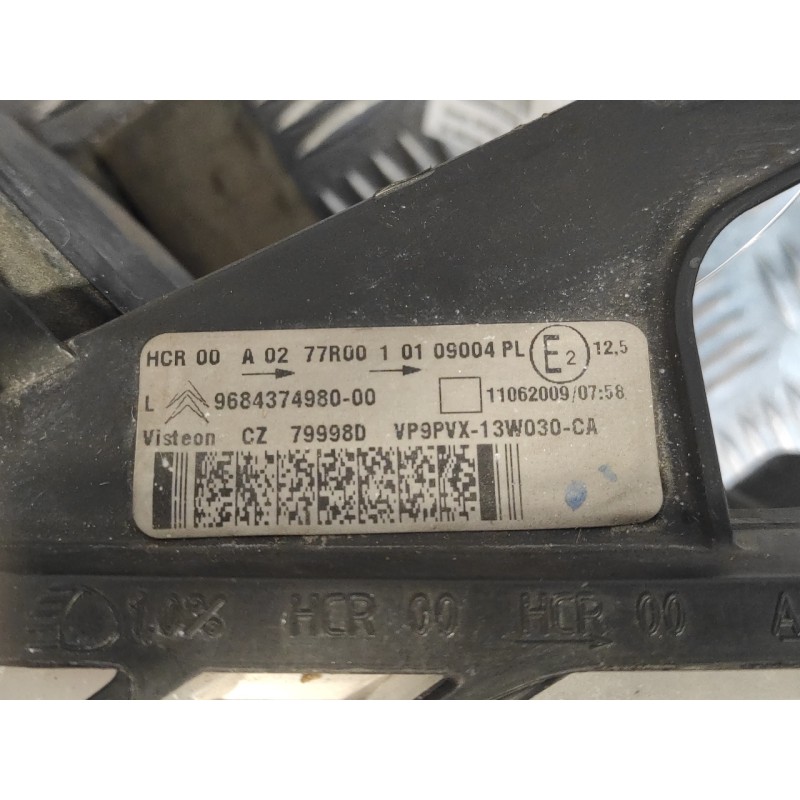 HCR 00 A 02 77R00 1 01 09004 PL E2 12,5
L 9684374980-00 11062009/07:58
Visteon CZ 79998D VP9PVX-13W030-CA
1.0% HCR 00 HCR 00 A